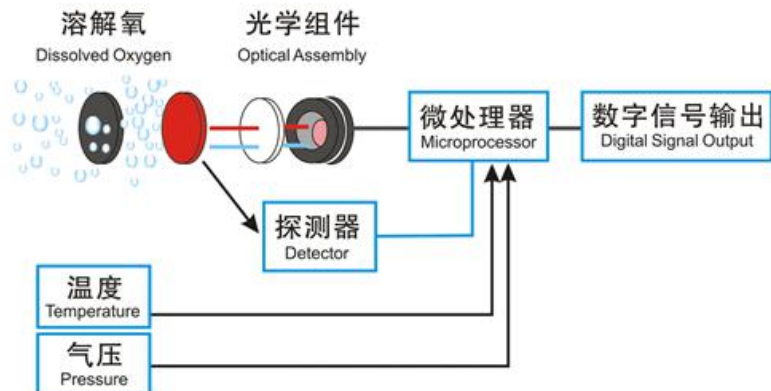 溶解氧
Dissolved Oxygen
光学组件
Optical Assembly
微处理器
Microprocessor
数字信号输出
Digital Signal Output
探测器
Detector
温度
Temperature
气压
Pressure